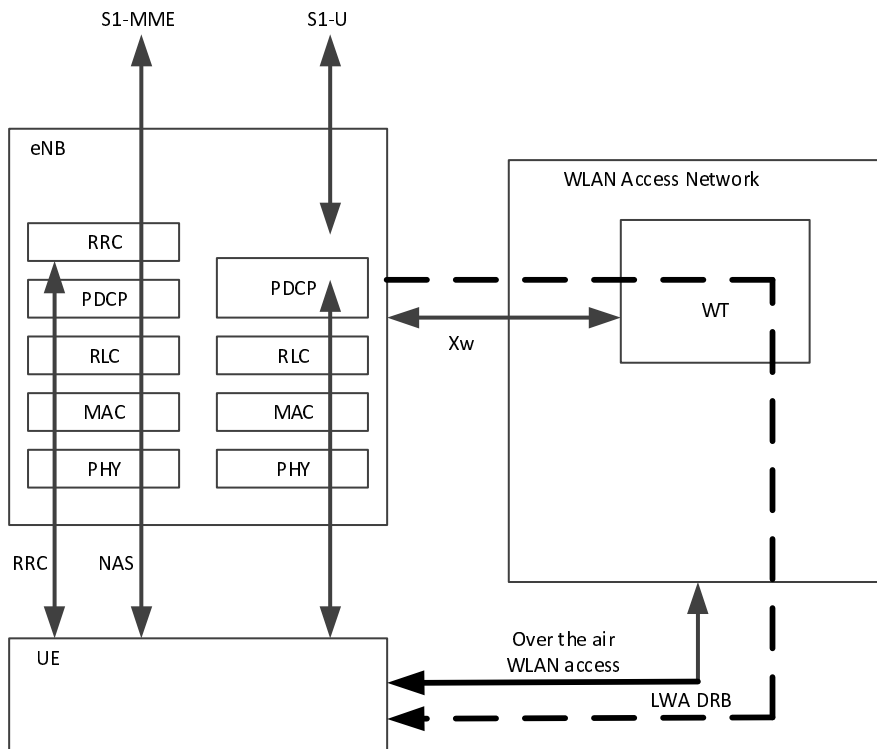 S1-MME
S1-U
eNB
WLAN Access Network
RRC
PDCP
PDCP
WT
Xw
RLC
RLC
MAC
MAC
PHY
PHY
RRC
NAS
UE
Over the air
WLAN access
LWA DRB